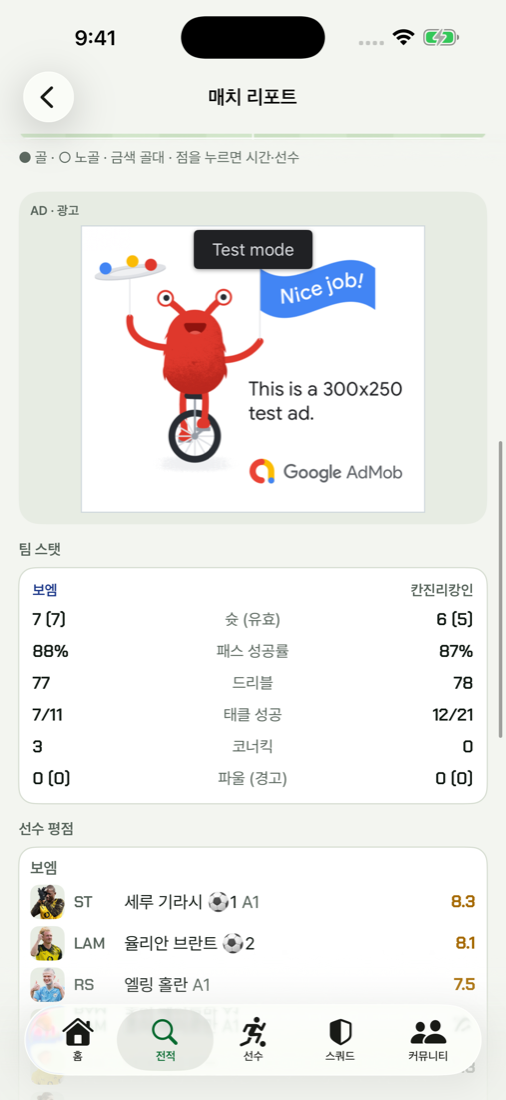 9:41
매치 리포트
● 골 · ○ 노골 · 금색 골대 · 점을 누르면 시간·선수
AD · 광고
Test mode
Nice job!
This is a 300x250
test ad.
Google AdMob
팀 스탯
보엠 칸진리캉인
7 (7) 슛 (유효) 6 (5)
88% 패스 성공률 87%
77 드리블 78
7/11 태클 성공 12/21
3 코너킥 0
0 (0) 파울 (경고) 0 (0)
선수 평점
보엠
ST 세루 기라시 ⚽1 A1 8.3
LAM 율리안 브란트 ⚽2 8.1
RS 엘링 홀란 A1 7.5
홈 전적 선수 스쿼드 커뮤니티